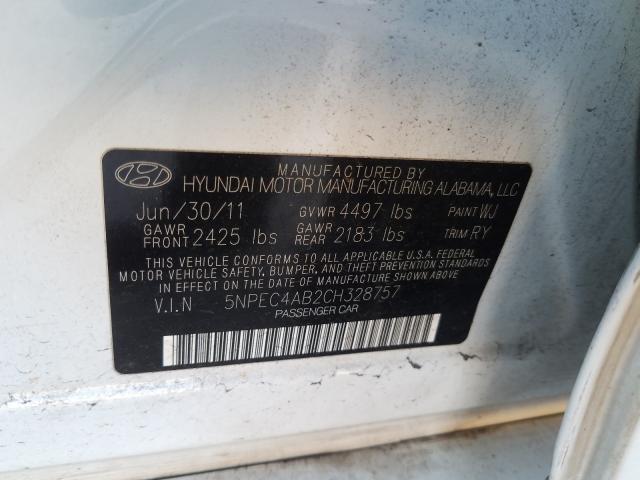 MANUFACTURED BY
HYUNDAI MOTOR MANUFACTURING ALABAMA, LLC
Jun/30/11 GVWR 4497 lbs PAINT WJ
GAWR FRONT 2425 lbs GAWR REAR 2183 lbs TRIM RY
THIS VEHICLE CONFORMS TO ALL APPLICABLE U.S.A. FEDERAL
MOTOR VEHICLE SAFETY, BUMPER, AND THEFT PREVENTION STANDARDS
IN EFFECT ON THE DATE OF MANUFACTURE SHOWN ABOVE.
V.I.N 5NPEC4AB2CH328757
PASSENGER CAR